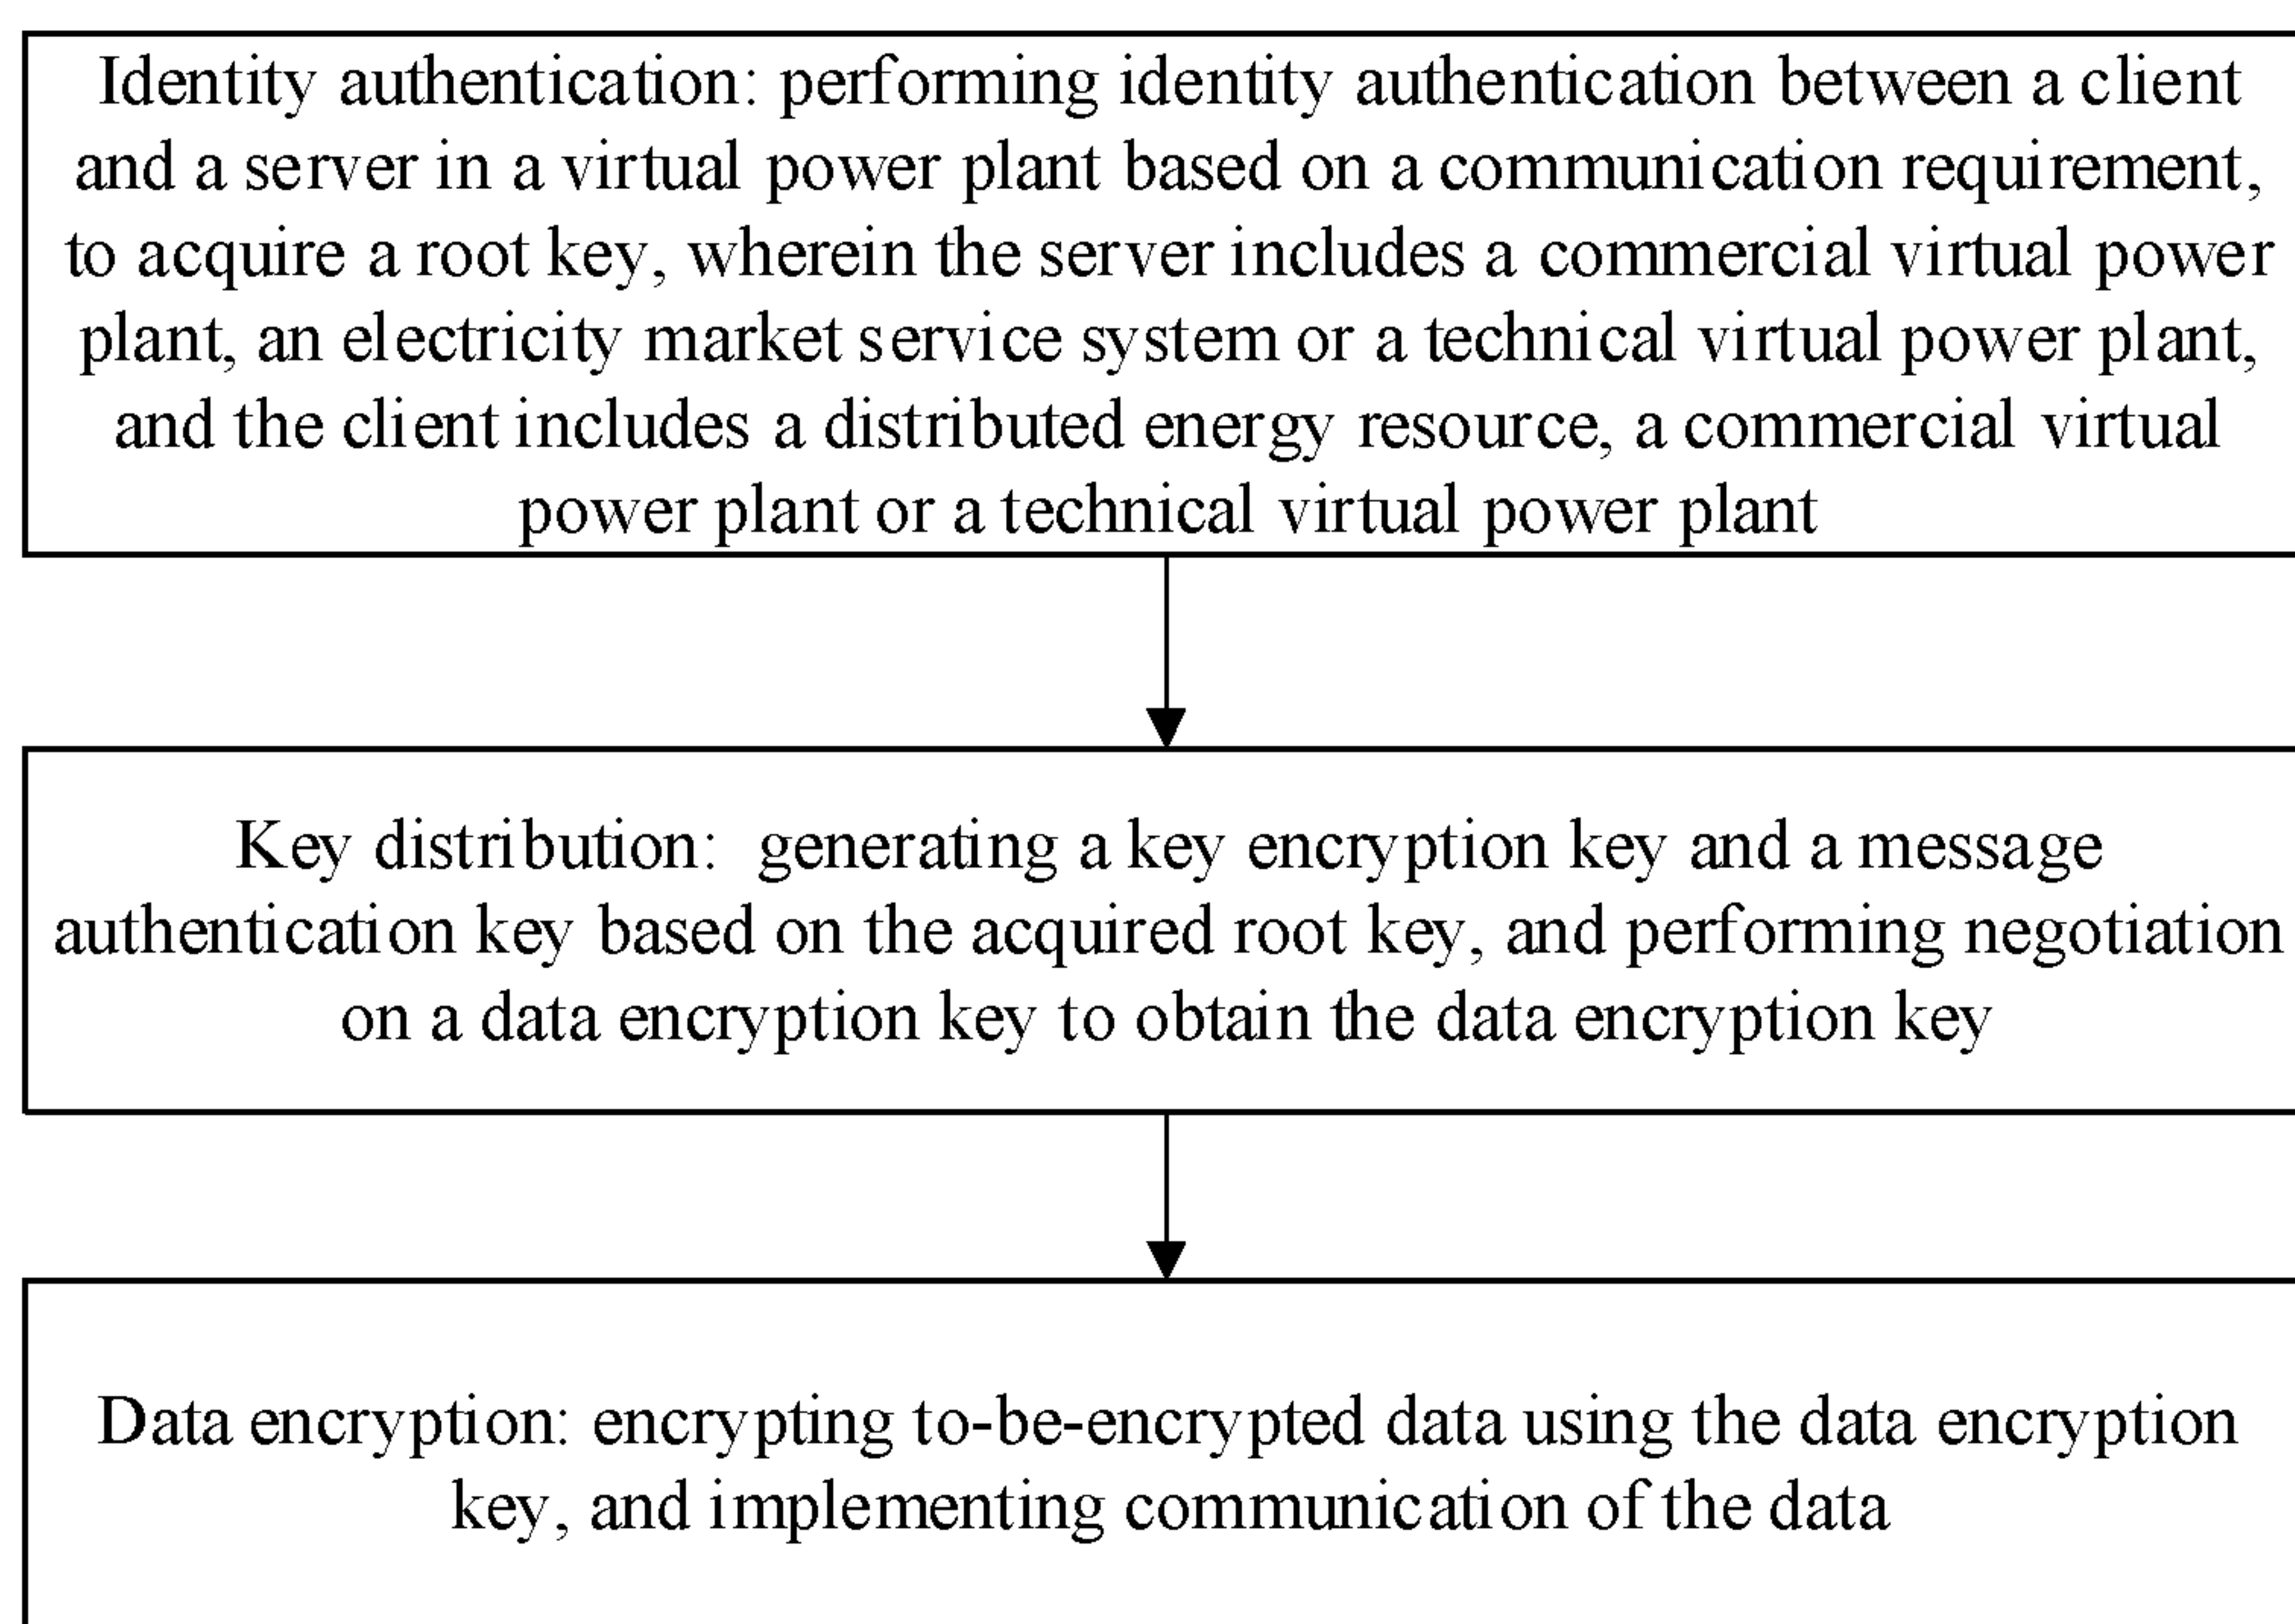 Identity authentication: performing identity authentication between a client
and a server in a virtual power plant based on a communication requirement,
to acquire a root key, wherein the server includes a commercial virtual power
plant, an electricity market service system or a technical virtual power plant,
and the client includes a distributed energy resource, a commercial virtual
power plant or a technical virtual power plant
Key distribution: generating a key encryption key and a message
authentication key based on the acquired root key, and performing negotiation
on a data encryption key to obtain the data encryption key
Data encryption: encrypting to-be-encrypted data using the data encryption
key, and implementing communication of the data